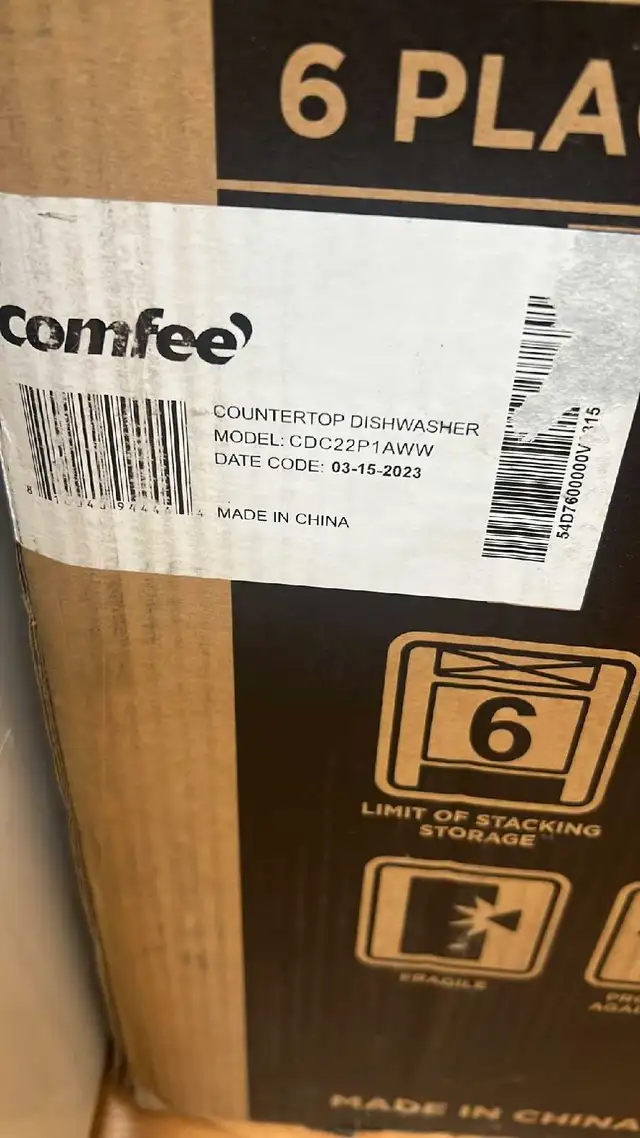 6 PLA
comfee'
COUNTERTOP DISHWASHER
MODEL: CDC22P1AWW
DATE CODE: 03-15-2023
MADE IN CHINA
6
LIMIT OF STACKING
STORAGE
FRAGILE
MADE IN CHINA